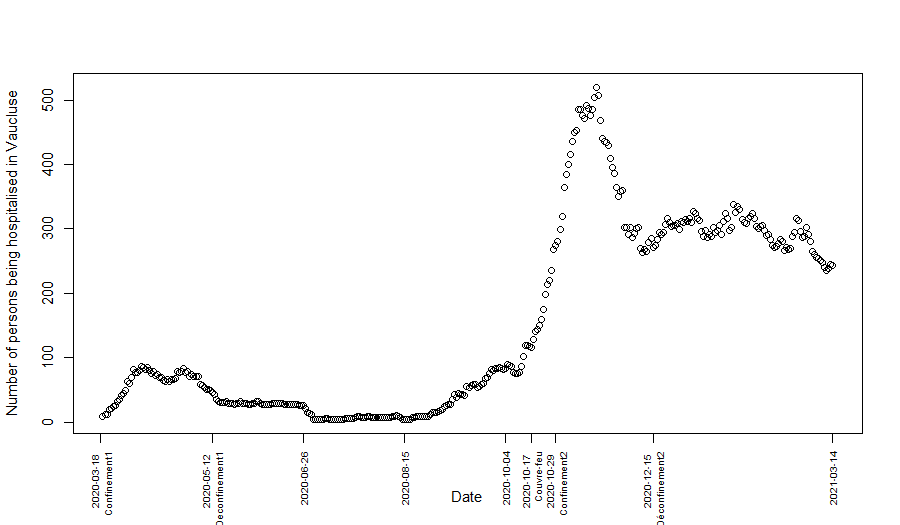 Number of persons being hospitalised in Vaucluse
500
400
300
200
100
0
2020-03-18
Confinement1
2020-05-12
Deconfinement1
2020-06-26
2020-08-15
2020-10-04
2020-10-17
Couvre-feu
2020-10-29
Confinement2
2020-12-15
Déconfinement2
2021-03-14
Date